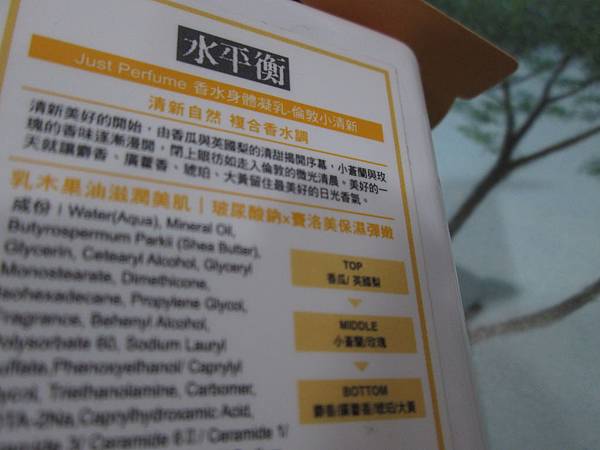 水平衡
Just Perfume 香水身體凝乳-倫敦小清新
清新自然 複合香水調
清新美好的開始，由香瓜與英國梨的清甜揭開序幕，小蒼蘭與玫
瑰的香味逐漸漫開，閉上眼彷如走入倫敦的微光清晨。美好的一
天就讓麝香、廣藿香、琥珀、大黃留住最美好的日光香氣。
乳木果油滋潤美肌｜玻尿酸鈉x賽洛美保濕彈嫩
成份｜Water(Aqua), Mineral Oil,
Butyrospermum Parkii (Shea Butter),
Glycerin, Cetearyl Alcohol, Glyceryl
Monostearate, Dimethicone,
Propylene Glycol,
Fragrance, Behenyl Alcohol,
Polysorbate 60, Sodium Lauryl
Phenoxyethanol/ Caprylyl
Triethanolamine, Carbomer,
Caprylhydroxamic Acid,
Ceramide 1/
TOP
香瓜/ 英國梨
MIDDLE
小蒼蘭/玫瑰
BOTTOM
麝香/廣藿香/琥珀/大黃